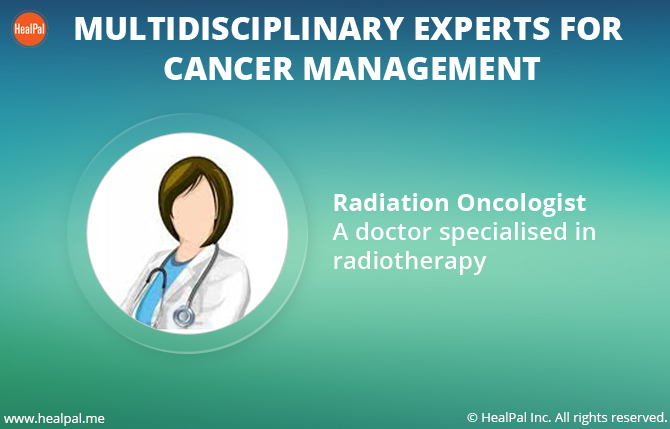 HealPal
MULTIDISCIPLINARY EXPERTS FOR
CANCER MANAGEMENT
Radiation Oncologist
A doctor specialised in
radiotherapy
www.healpal.me
© HealPal Inc. All rights reserved.